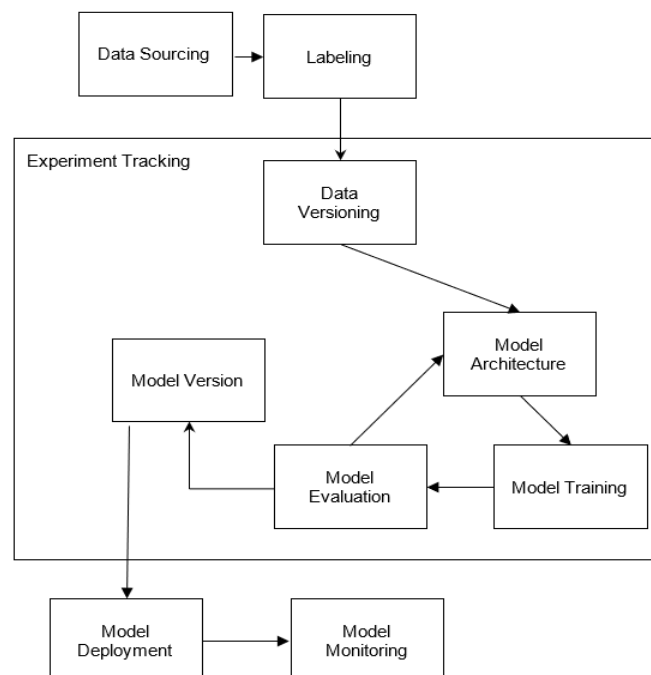 Data Sourcing
Labeling
Experiment Tracking
Data
Versioning
Model
Architecture
Model Version
Model
Evaluation
Model Training
Model
Deployment
Model
Monitoring